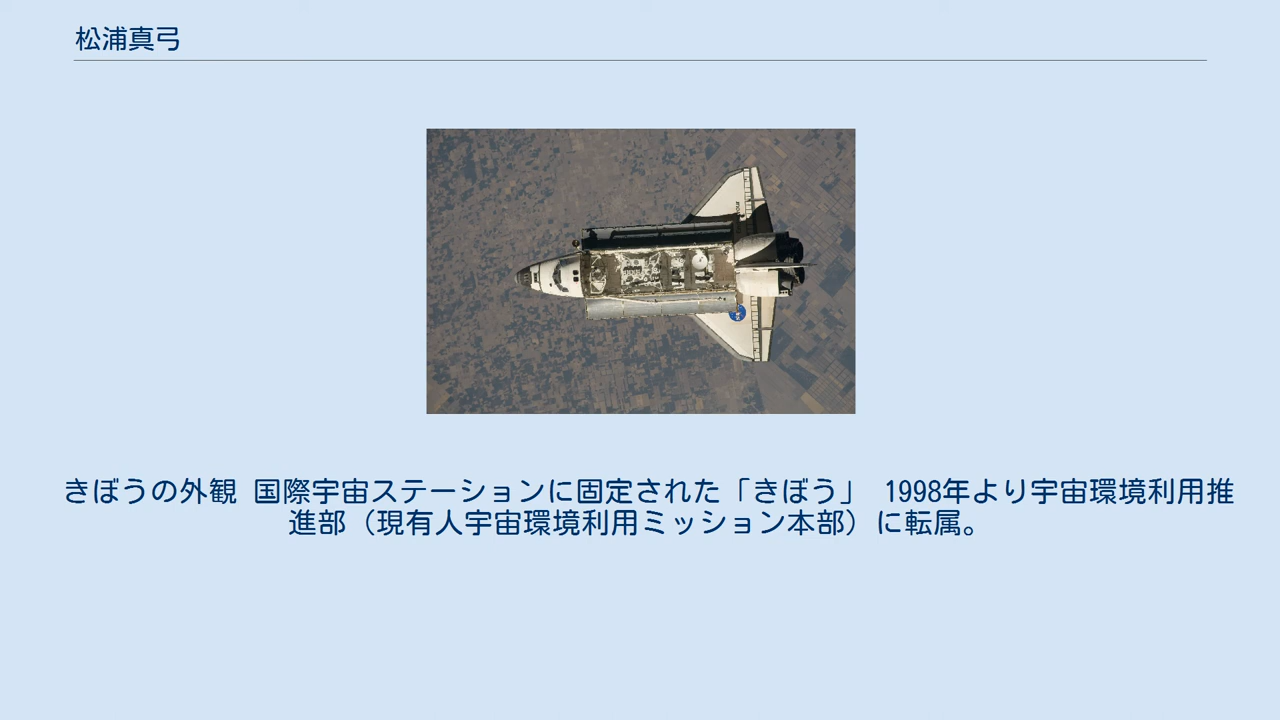 松浦真弓
きぼうの外観 国際宇宙ステーションに固定された「きぼう」 1998年より宇宙環境利用推
進部（現有人宇宙環境利用ミッション本部）に転属。